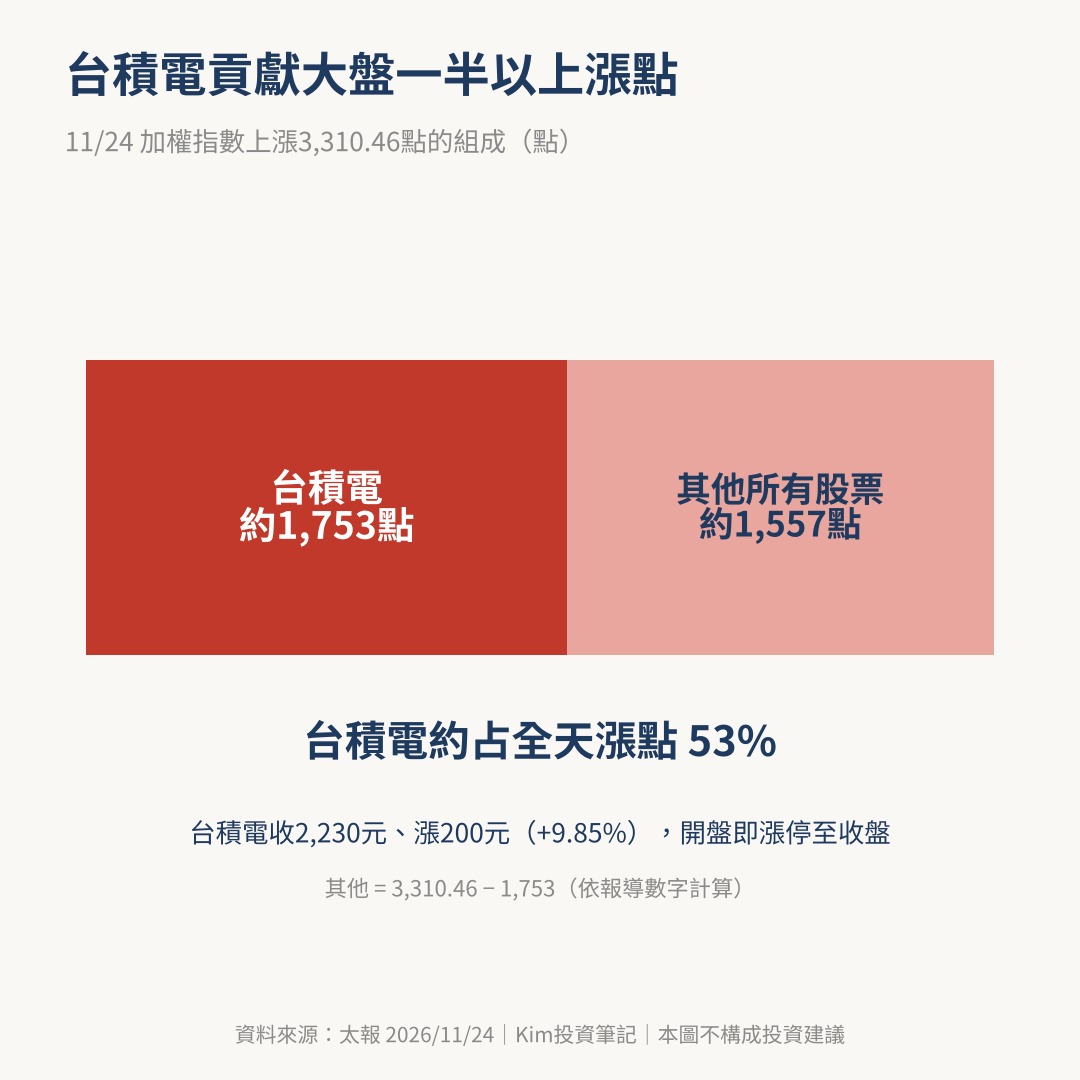 台積電貢獻大盤一半以上漲點
11/24 加權指數上漲3,310.46點的組成（點）
台積電
約1,753點
其他所有股票
約1,557點
台積電約占全天漲點 53%
台積電收2,230元、漲200元（+9.85%），開盤即漲停至收盤
其他 = 3,310.46 − 1,753（依報導數字計算）
資料來源：太報 2026/11/24｜Kim投資筆記｜本圖不構成投資建議